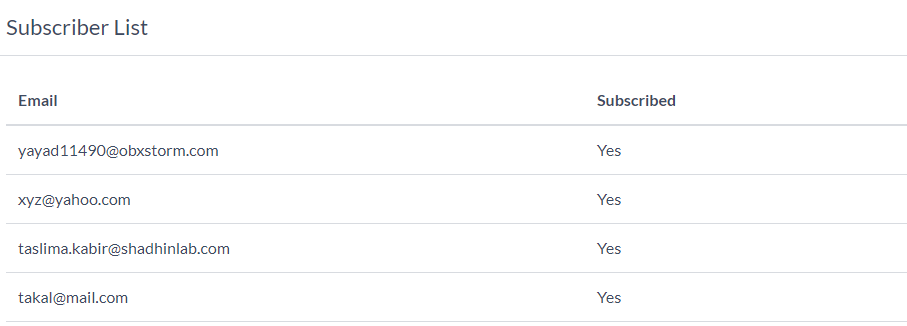 Subscriber List
Email Subscribed
yayad11490@obxstorm.com Yes
xyz@yahoo.com Yes
taslima.kabir@shadhinlab.com Yes
takal@mail.com Yes